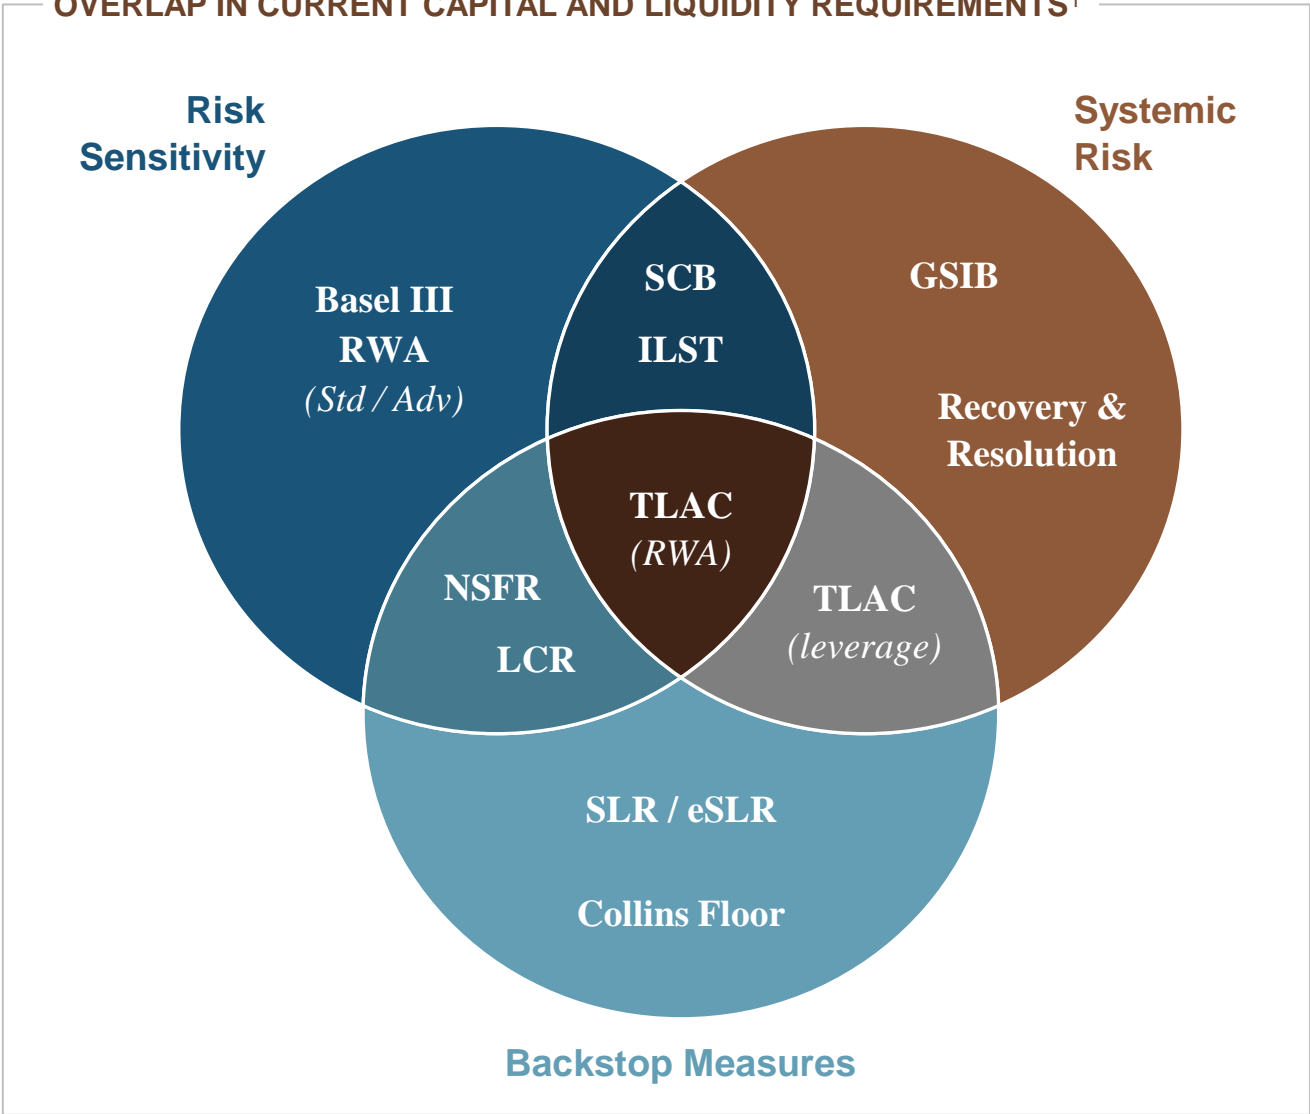 OVERLAP IN CURRENT CAPITAL AND LIQUIDITY REQUIREMENTS¹
Risk
Sensitivity
Systemic
Risk
Basel III
RWA
(Std / Adv)
SCB
ILST
GSIB
Recovery &
Resolution
TLAC
(RWA)
NSFR
LCR
TLAC
(leverage)
SLR / eSLR
Collins Floor
Backstop Measures